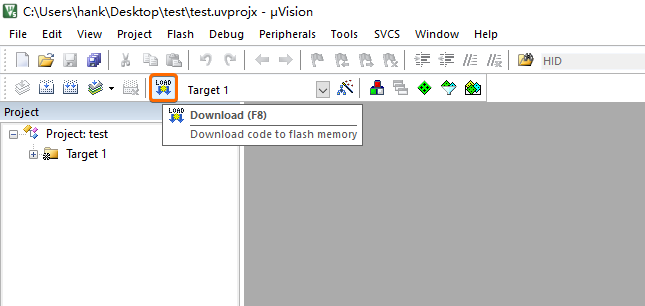 C:\Users\hank\Desktop\test\test.uvprojx - µVision
File Edit View Project Flash Debug Peripherals Tools SVCS Window Help
HID
LOAD Target 1
Project
LOAD Download (F8)
Download code to flash memory
Project: test
Target 1